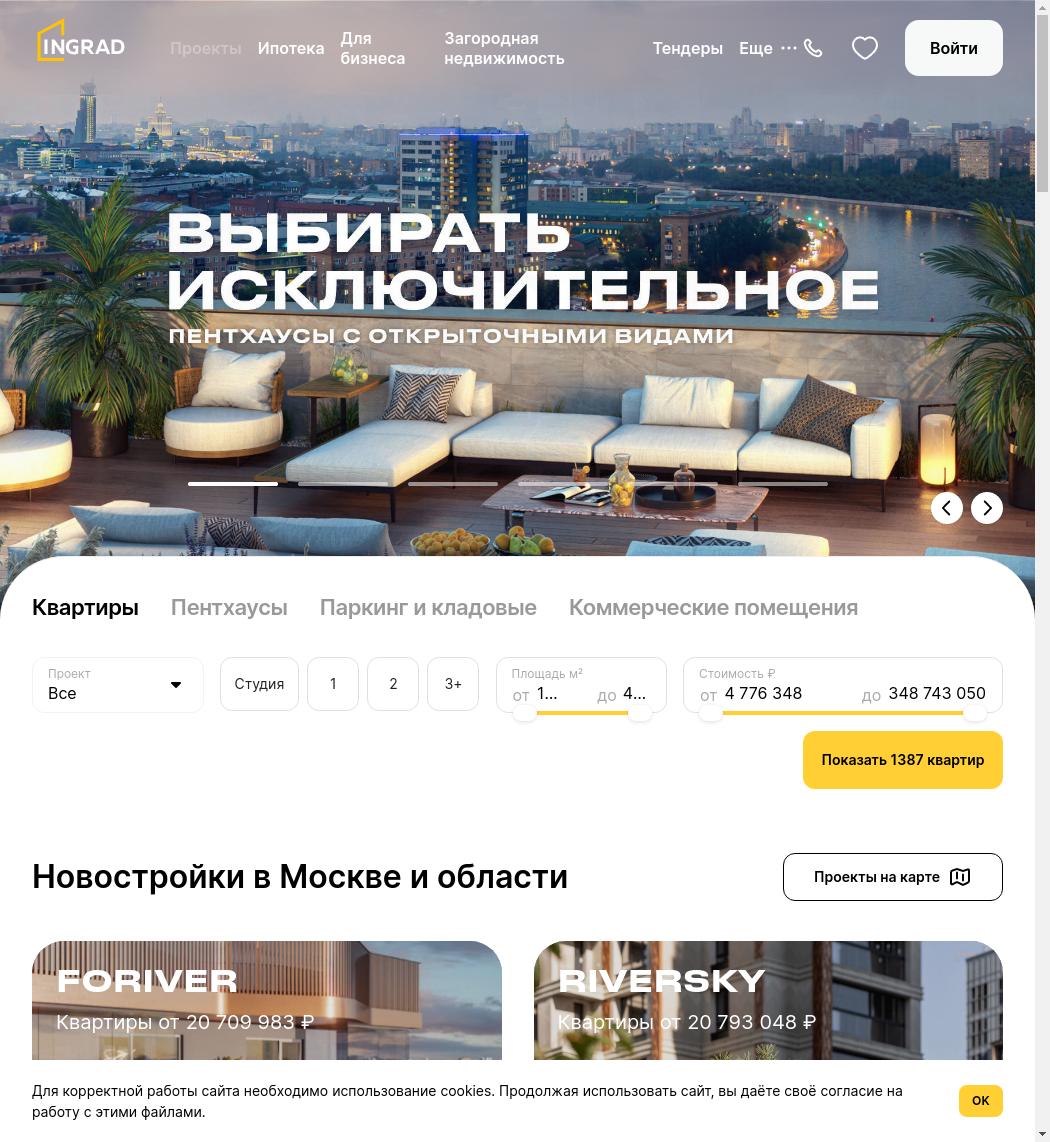 INGRAD
Проекты
Ипотека
Для
бизнеса
Загородная
недвижимость
Тендеры
Еще
Войти
ВЫБИРАТЬ
ИСКЛЮЧИТЕЛЬНОЕ
ПЕНТХАУСЫ С ОТКРЫТОЧНЫМИ ВИДАМИ
Квартиры
Пентхаусы
Паркинг и кладовые
Коммерческие помещения
Проект
Все
Студия
1
2
3+
Площадь м²
от 1...
до 4...
Стоимость ₽
от 4 776 348
до 348 743 050
Показать 1387 квартир
Новостройки в Москве и области
Проекты на карте
FORIVER
Квартиры от 20 709 983 ₽
RIVERSKY
Квартиры от 20 793 048 ₽
Для корректной работы сайта необходимо использование cookies. Продолжая использовать сайт, вы даёте своё согласие на
работу с этими файлами.
ОК